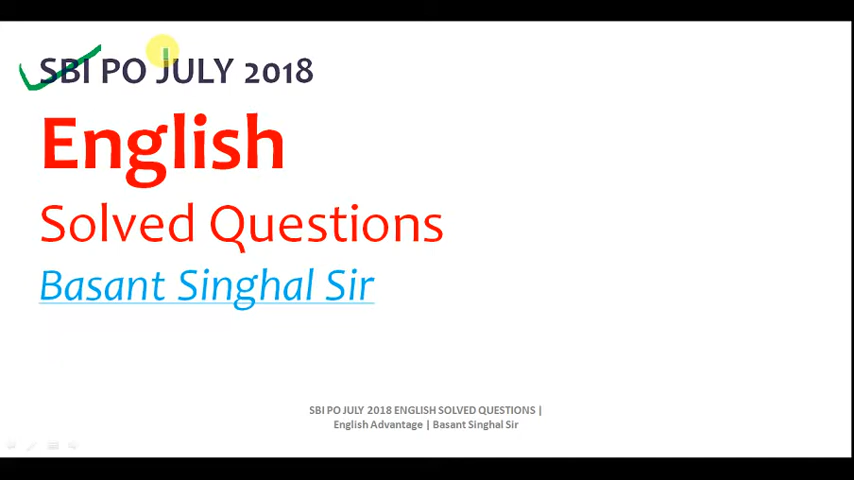 SBI PO JULY 2018
English
Solved Questions
Basant Singhal Sir
SBI PO JULY 2018 ENGLISH SOLVED QUESTIONS |
English Advantage | Basant Singhal Sir